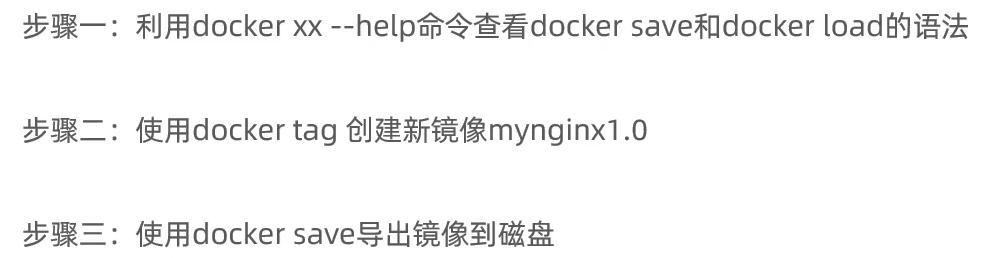 步骤一：利用docker xx --help命令查看docker save和docker load的语法
步骤二：使用docker tag 创建新镜像mynginx1.0
步骤三：使用docker save导出镜像到磁盘